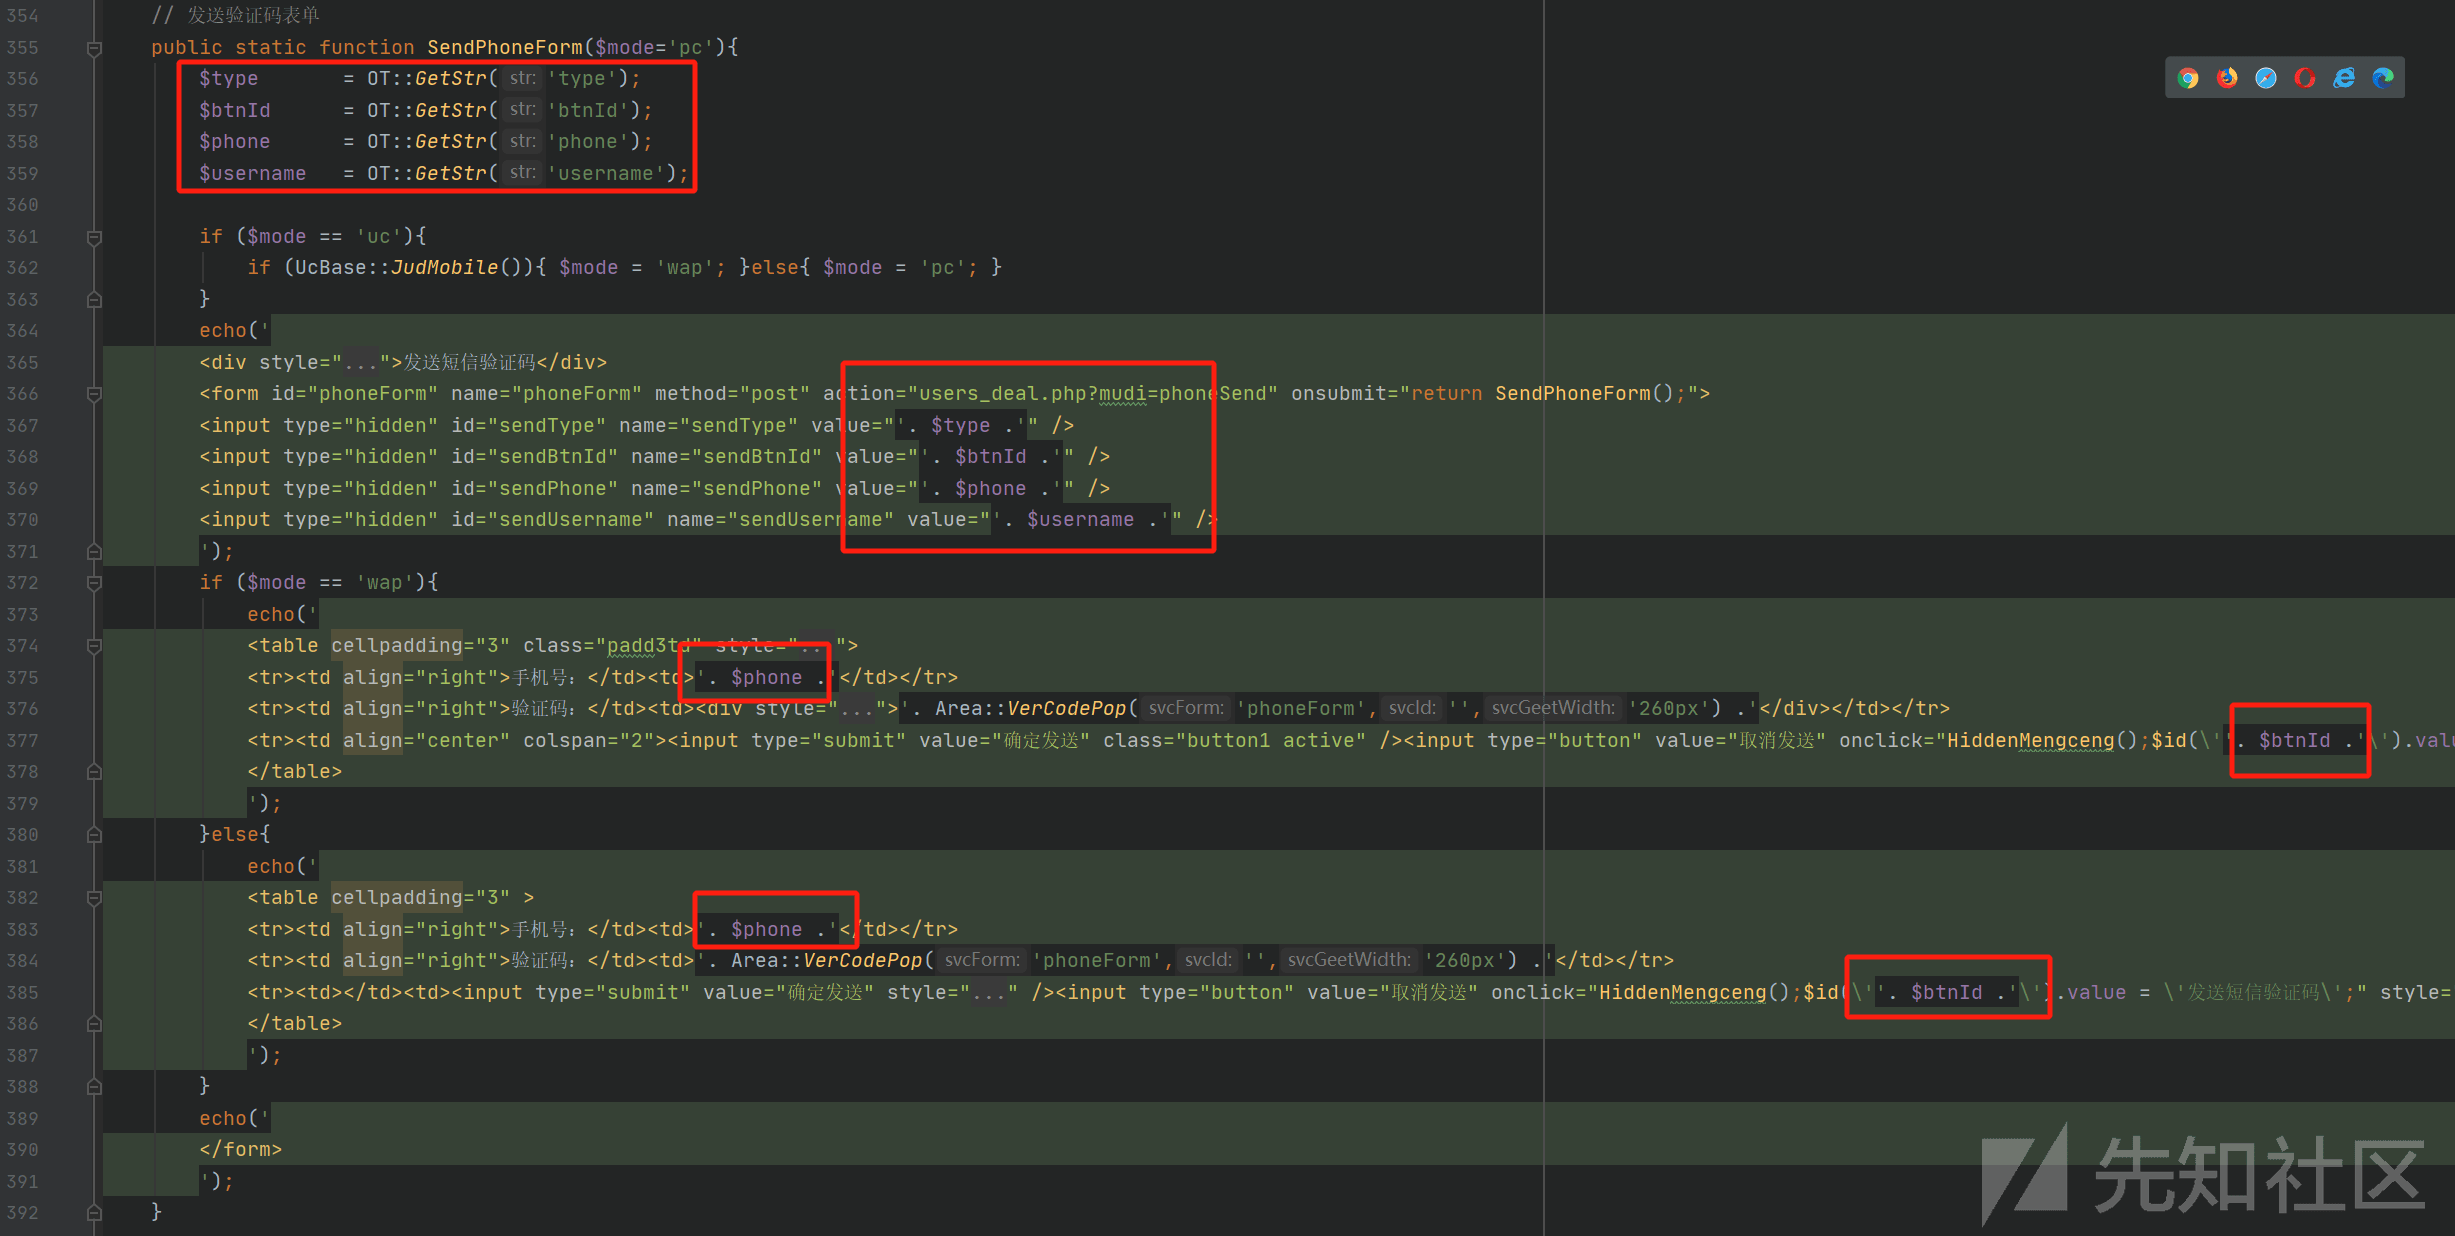 354 // 发送验证码表单
355 public static function SendPhoneForm($mode='pc'){
356 $type = OT::GetStr( str: 'type');
357 $btnId = OT::GetStr( str: 'btnId');
358 $phone = OT::GetStr( str: 'phone');
359 $username = OT::GetStr( str: 'username');
360
361 if ($mode == 'uc'){
362 if (UcBase::JudMobile()){ $mode = 'wap'; }else{ $mode = 'pc'; }
363 }
364 echo('
365 <div style="...">发送短信验证码</div>
366 <form id="phoneForm" name="phoneForm" method="post" action="users_deal.php?mudi=phoneSend" onsubmit="return SendPhoneForm();">
367 <input type="hidden" id="sendType" name="sendType" value="'. $type .'" />
368 <input type="hidden" id="sendBtnId" name="sendBtnId" value="'. $btnId .'" />
369 <input type="hidden" id="sendPhone" name="sendPhone" value="'. $phone .'" />
370 <input type="hidden" id="sendUsername" name="sendUsername" value="'. $username .'" />
371 ');
372 if ($mode == 'wap'){
373 echo('
374 <table cellpadding="3" class="padd3td" style="...">
375 <tr><td align="right">手机号：</td><td>'. $phone .'</td></tr>
376 <tr><td align="right">验证码：</td><td><div style="...">'. Area::VerCodePop( svcForm: 'phoneForm', svcId: '', svcGeetWidth: '260px') .'</div></td></tr>
377 <tr><td align="center" colspan="2"><input type="submit" value="确定发送" class="button1 active" /><input type="button" value="取消发送" onclick="HiddenMengceng();$id(\''. $btnId .'\').valu
378 </table>
379 ');
380 }else{
381 echo('
382 <table cellpadding="3" >
383 <tr><td align="right">手机号：</td><td>'. $phone .'</td></tr>
384 <tr><td align="right">验证码：</td><td>'. Area::VerCodePop( svcForm: 'phoneForm', svcId: '', svcGeetWidth: '260px') .'</td></tr>
385 <tr><td></td><td><input type="submit" value="确定发送" style="..." /><input type="button" value="取消发送" onclick="HiddenMengceng();$id(\''. $btnId .'\').value = \'发送短信验证码\';" style=
386 </table>
387 ');
388 }
389 echo('
390 </form>
391 ');
392 }
先知社区